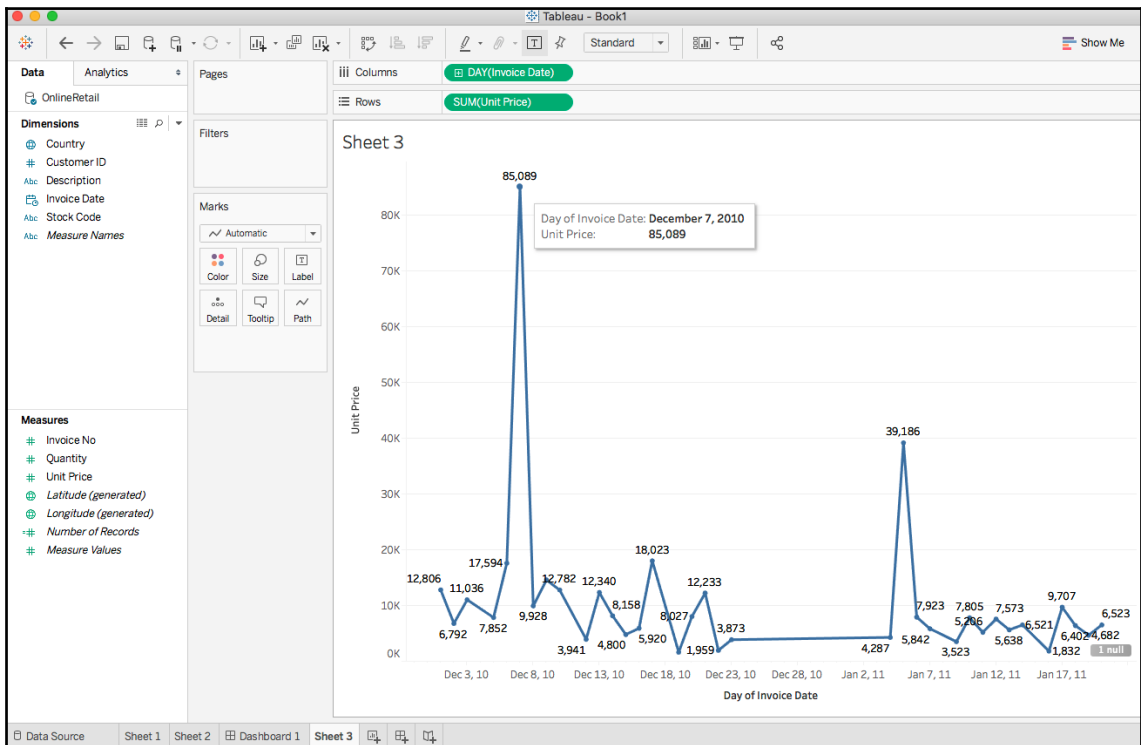 Tableau - Book1
Standard
Show Me
Data
Analytics
Pages
Columns
DAY(Invoice Date)
OnlineRetail
Rows
SUM(Unit Price)
Dimensions
Country
# Customer ID
Abc Description
Invoice Date
Abc Stock Code
Abc Measure Names
Filters
Marks
Automatic
Color
Size
Label
Detail
Tooltip
Path
Measures
# Invoice No
# Quantity
# Unit Price
Latitude (generated)
Longitude (generated)
=# Number of Records
# Measure Values
Sheet 3
85,089
Day of Invoice Date: December 7, 2010
Unit Price: 85,089
Unit Price
80K
70K
60K
50K
40K
30K
20K
10K
0K
12,806
6,792
11,036
7,852
17,594
9,928
12,782
3,941
12,340
8,158
4,800
5,920
18,023
8,027
12,233
1,959
3,873
4,287
39,186
7,923
5,842
3,523
7,805
5,206
7,573
5,638
6,521
1,832
9,707
6,402
4,682
6,523
1 null
Dec 3, 10
Dec 8, 10
Dec 13, 10
Dec 18, 10
Dec 23, 10
Dec 28, 10
Jan 2, 11
Jan 7, 11
Jan 12, 11
Jan 17, 11
Day of Invoice Date
Data Source
Sheet 1
Sheet 2
Dashboard 1
Sheet 3